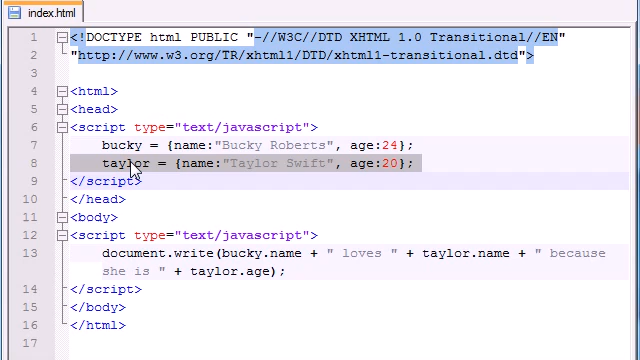 index.html
1 <!DOCTYPE html PUBLIC "-//W3C//DTD XHTML 1.0 Transitional//EN"
2 "http://www.w3.org/TR/xhtml1/DTD/xhtml1-transitional.dtd">
3
4 <html>
5 <head>
6 <script type="text/javascript">
7 bucky = {name:"Bucky Roberts", age:24};
8 taylor = {name:"Taylor Swift", age:20};
9 </script>
10 </head>
11 <body>
12 <script type="text/javascript">
13 document.write(bucky.name + " loves " + taylor.name + " because
she is " + taylor.age);
14 </script>
15 </body>
16 </html>
17